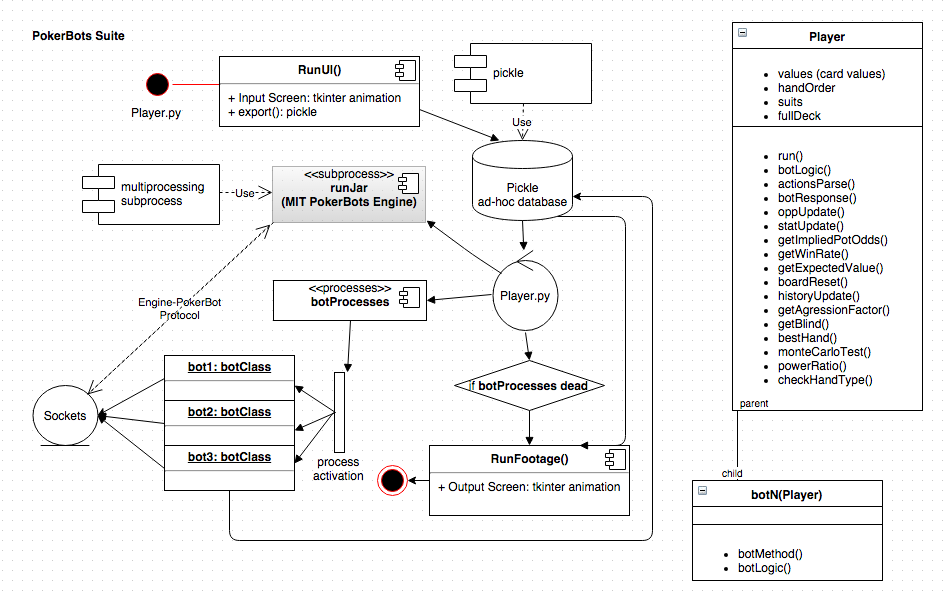 PokerBots Suite
Player.py
RunUI()
+ Input Screen: tkinter animation
+ export(): pickle
pickle
Use
multiprocessing
subprocess
Use
<<subprocess>>
runJar
(MIT PokerBots Engine)
Pickle
ad-hoc database
Engine-PokerBot
Protocol
<<processes>>
botProcesses
Player.py
Sockets
bot1: botClass
bot2: botClass
bot3: botClass
process
activation
if botProcesses dead
RunFootage()
+ Output Screen: tkinter animation
Player
values (card values)
handOrder
suits
fullDeck
run()
botLogic()
actionsParse()
botResponse()
oppUpdate()
statUpdate()
getImpliedPotOdds()
getWinRate()
getExpectedValue()
boardReset()
historyUpdate()
getAgressionFactor()
getBlind()
bestHand()
monteCarloTest()
powerRatio()
checkHandType()
parent
child
botN(Player)
botMethod()
botLogic()